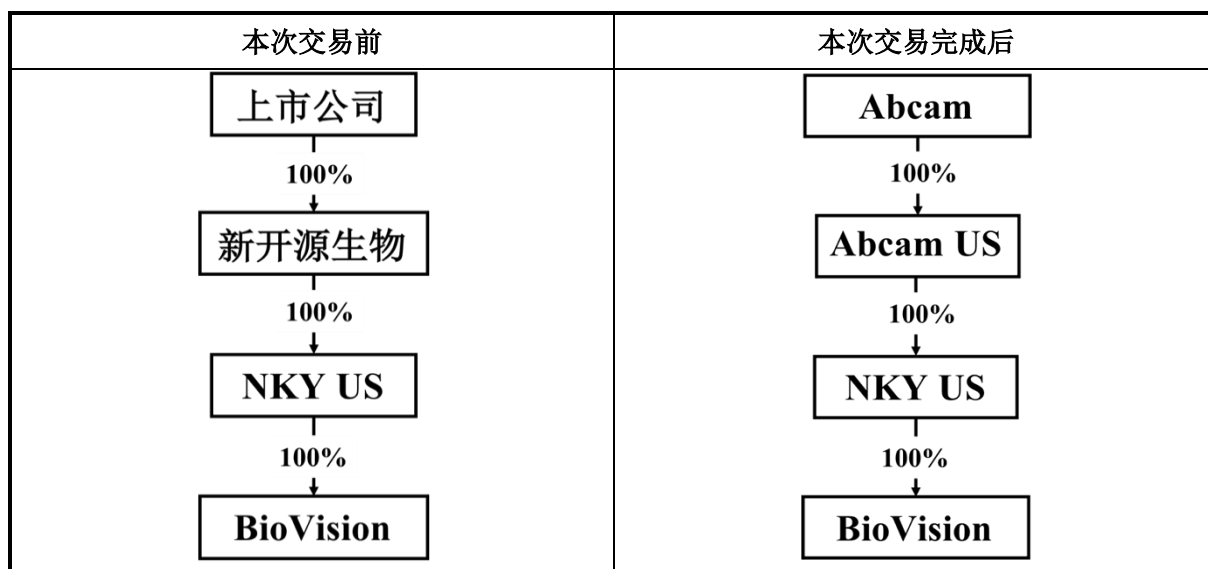 本次交易前
上市公司
100%
新开源生物
100%
NKY US
100%
BioVision
本次交易完成后
Abcam
100%
Abcam US
100%
NKY US
100%
BioVision